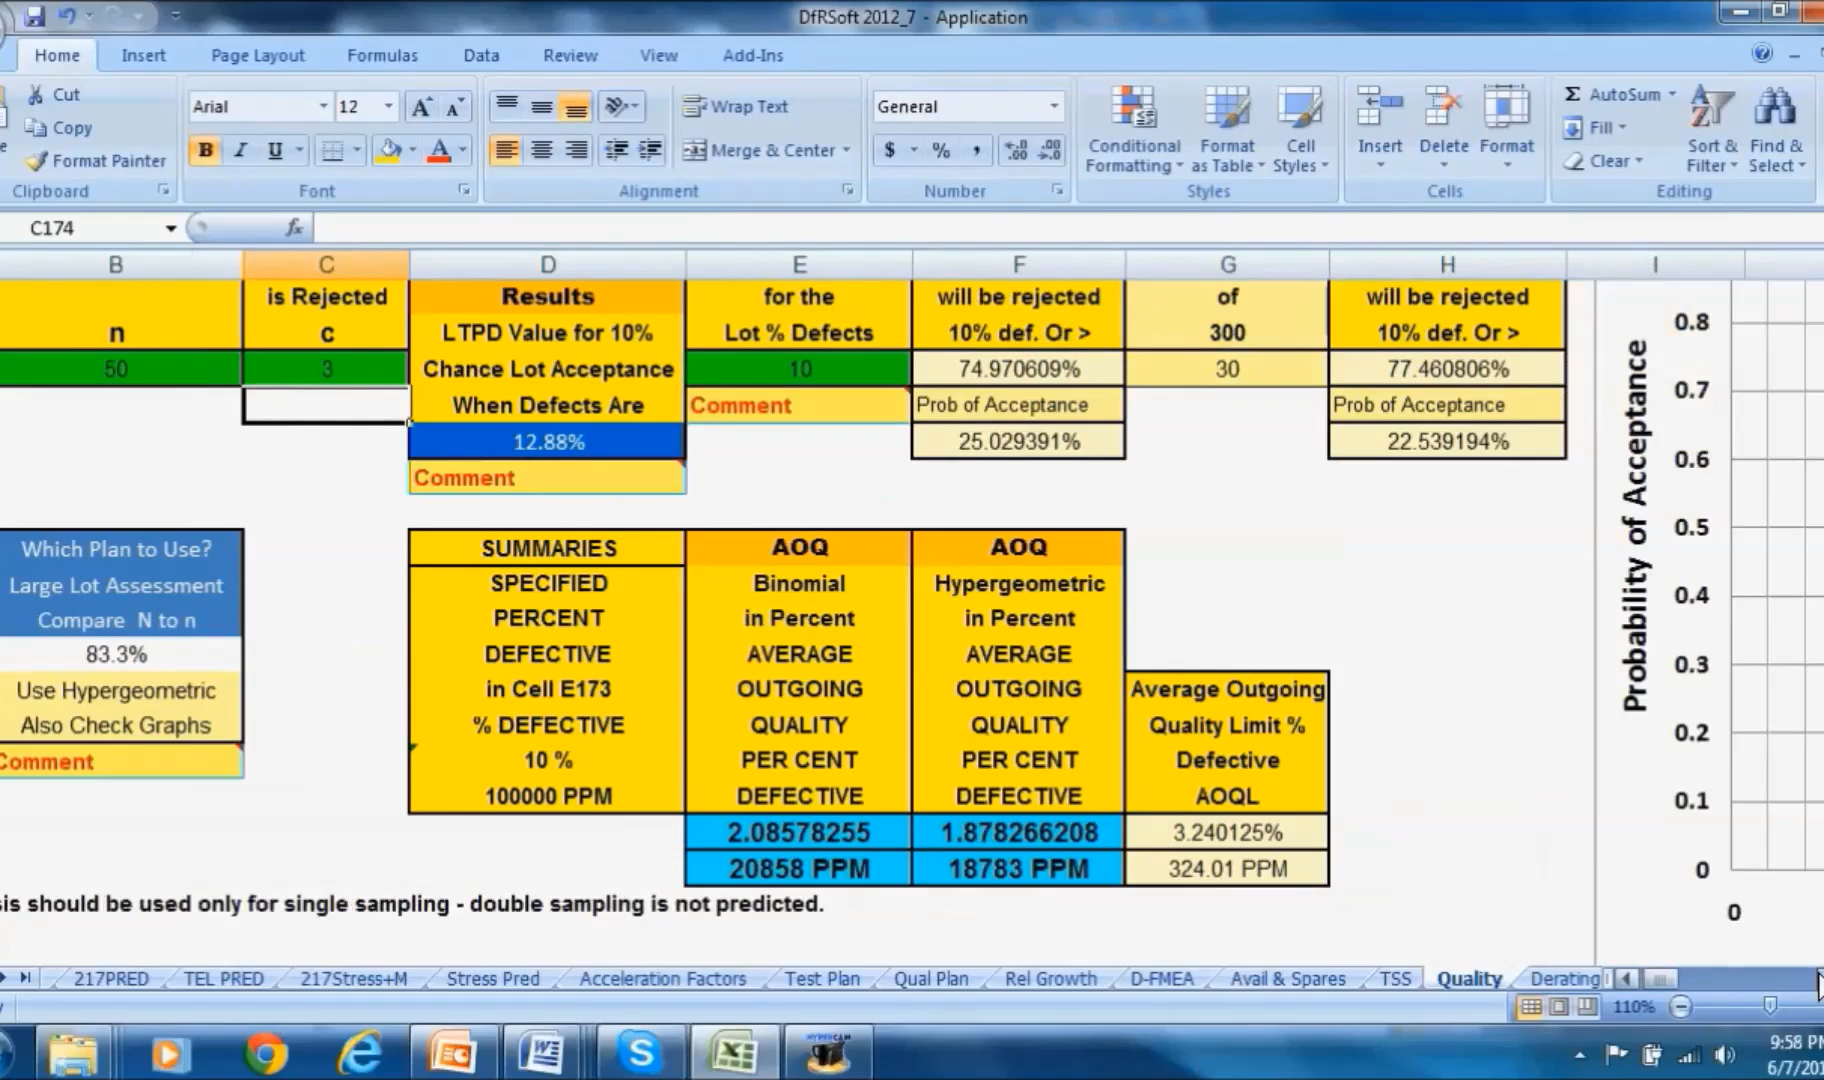 DfRSoft 2012_7 - Application
Home Insert Page Layout Formulas Data Review View Add-Ins
Cut
Copy
Format Painter
Clipboard
Arial 12
B I U
Font
Wrap Text
Merge & Center
Alignment
General
$ % ,
Number
Conditional Formatting
Format as Table
Cell Styles
Styles
Insert Delete Format
Cells
AutoSum
Fill
Clear
Sort & Filter
Find & Select
Editing
C174 fx
B C D E F G H I
n
is Rejected
c
50
3
Results
LTPD Value for 10%
Chance Lot Acceptance
When Defects Are
12.88%
Comment
for the
Lot % Defects
10
Comment
will be rejected
10% def. Or >
74.970609%
Prob of Acceptance
25.029391%
of
300
30
will be rejected
10% def. Or >
77.460806%
Prob of Acceptance
22.539194%
Which Plan to Use?
Large Lot Assessment
Compare N to n
83.3%
Use Hypergeometric
Also Check Graphs
Comment
SUMMARIES
SPECIFIED
PERCENT
DEFECTIVE
in Cell E173
% DEFECTIVE
10 %
100000 PPM
AOQ
Binomial
in Percent
AVERAGE
OUTGOING
QUALITY
PER CENT
DEFECTIVE
2.08578255
20858 PPM
AOQ
Hypergeometric
in Percent
AVERAGE
OUTGOING
QUALITY
PER CENT
DEFECTIVE
1.878266208
18783 PPM
Average Outgoing
Quality Limit %
Defective
AOQL
3.240125%
324.01 PPM
Probability of Acceptance
0.8
0.7
0.6
0.5
0.4
0.3
0.2
0.1
0
0
should be used only for single sampling - double sampling is not predicted.
217PRED TEL PRED 217Stress+M Stress Pred Acceleration Factors Test Plan Qual Plan Rel Growth D-FMEA Avail & Spares TSS Quality Derating
110%
HYPERCAM
9:58 PM
6/7/201